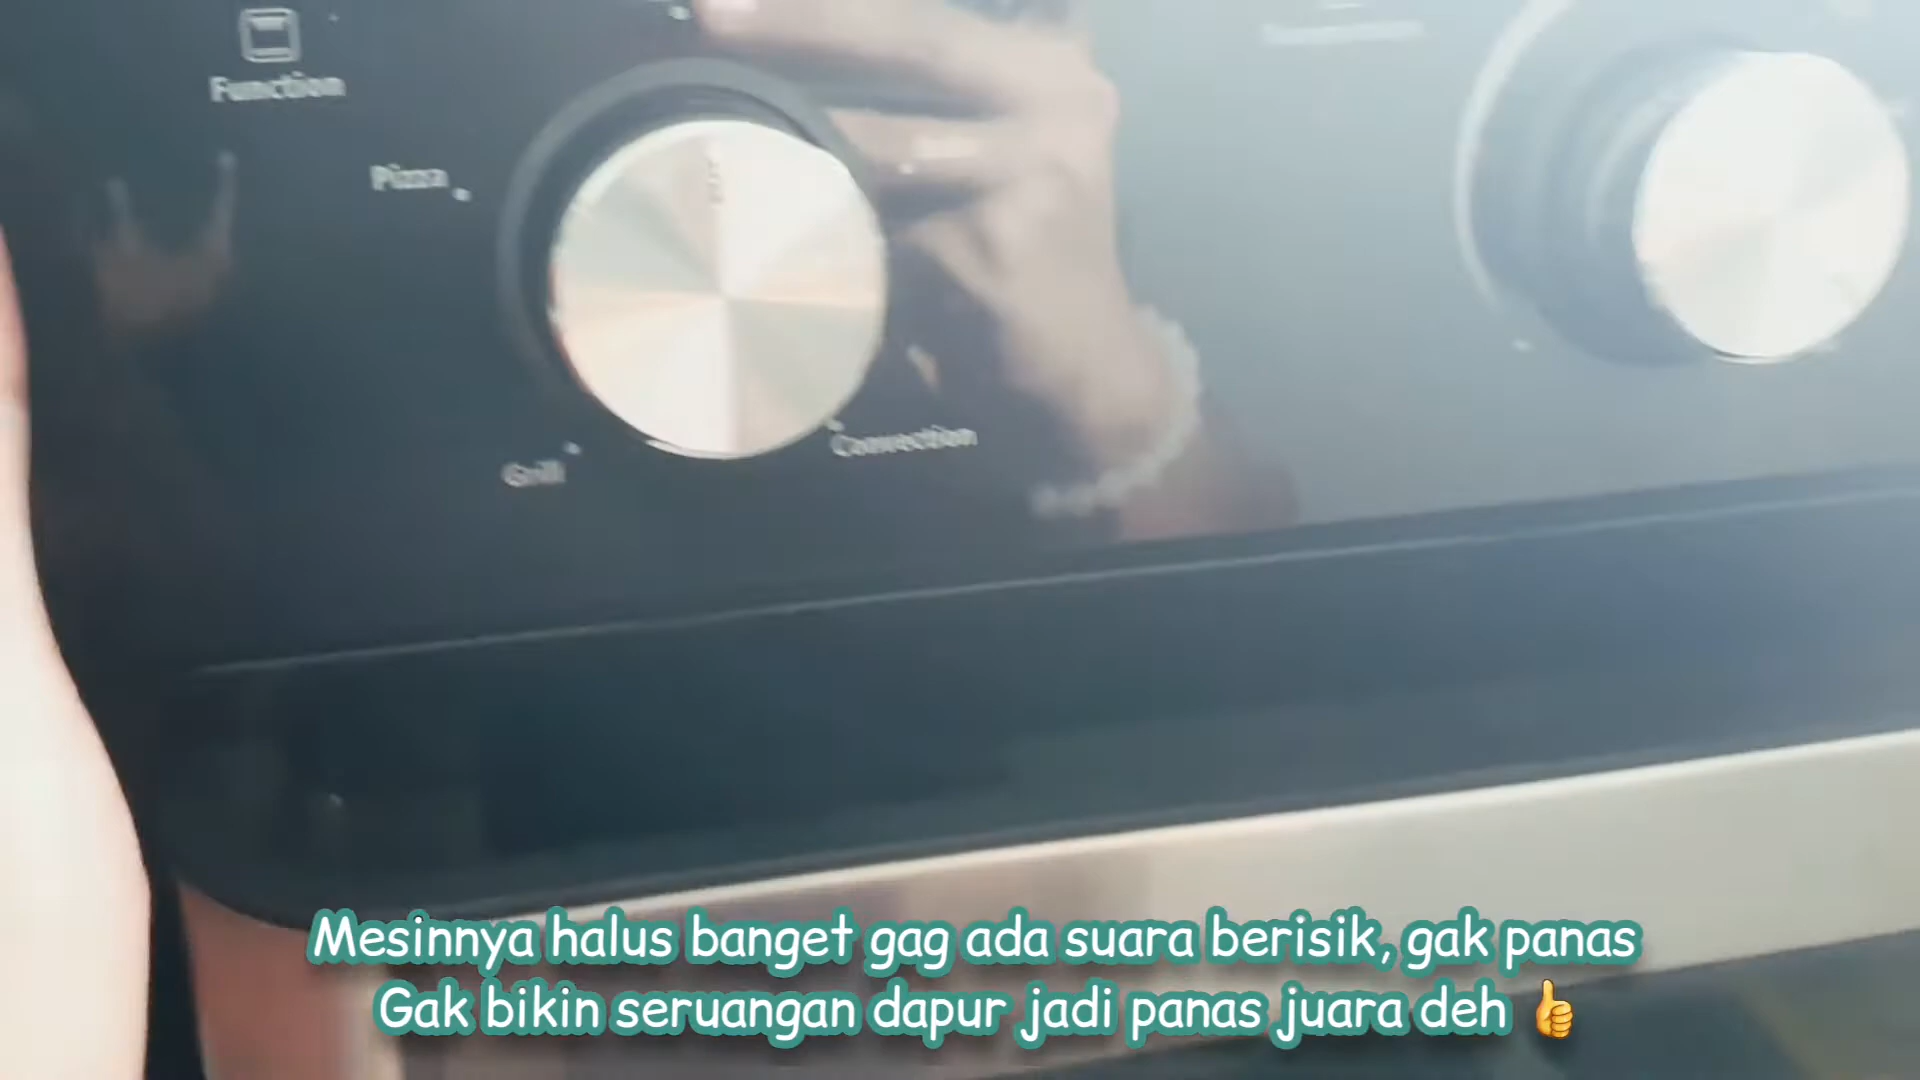 Function
Pizza
Grill
Convection
Mesinnya halus banget gag ada suara berisik, gak panas
Gak bikin seruangan dapur jadi panas juara deh 👍